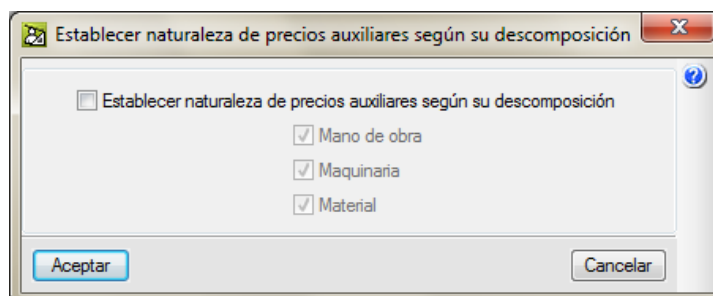 Establecer naturaleza de precios auxiliares según su descomposición
Establecer naturaleza de precios auxiliares según su descomposición
Mano de obra
Maquinaria
Material
Aceptar
Cancelar